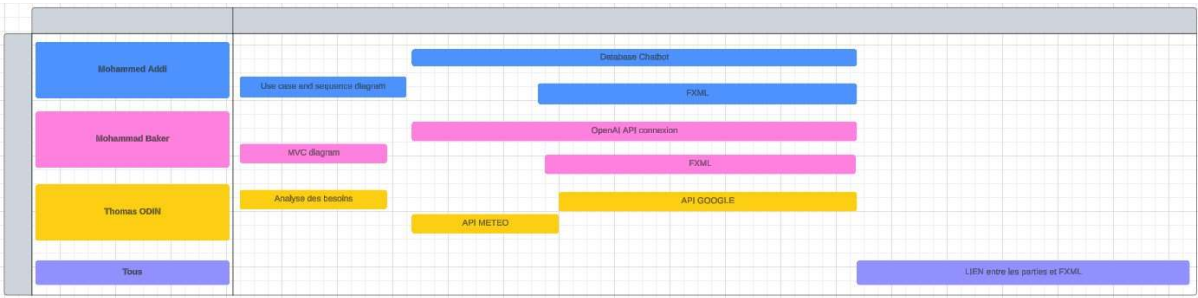 Mohammed Addi
Database Chatbot
Use case and sequence diagram
FXML
Mohammad Baker
OpenAI API connexion
MVC diagram
FXML
Thomas ODIN
Analyse des besoins
API GOOGLE
API METEO
Tous
LIEN entre les parties et FXML